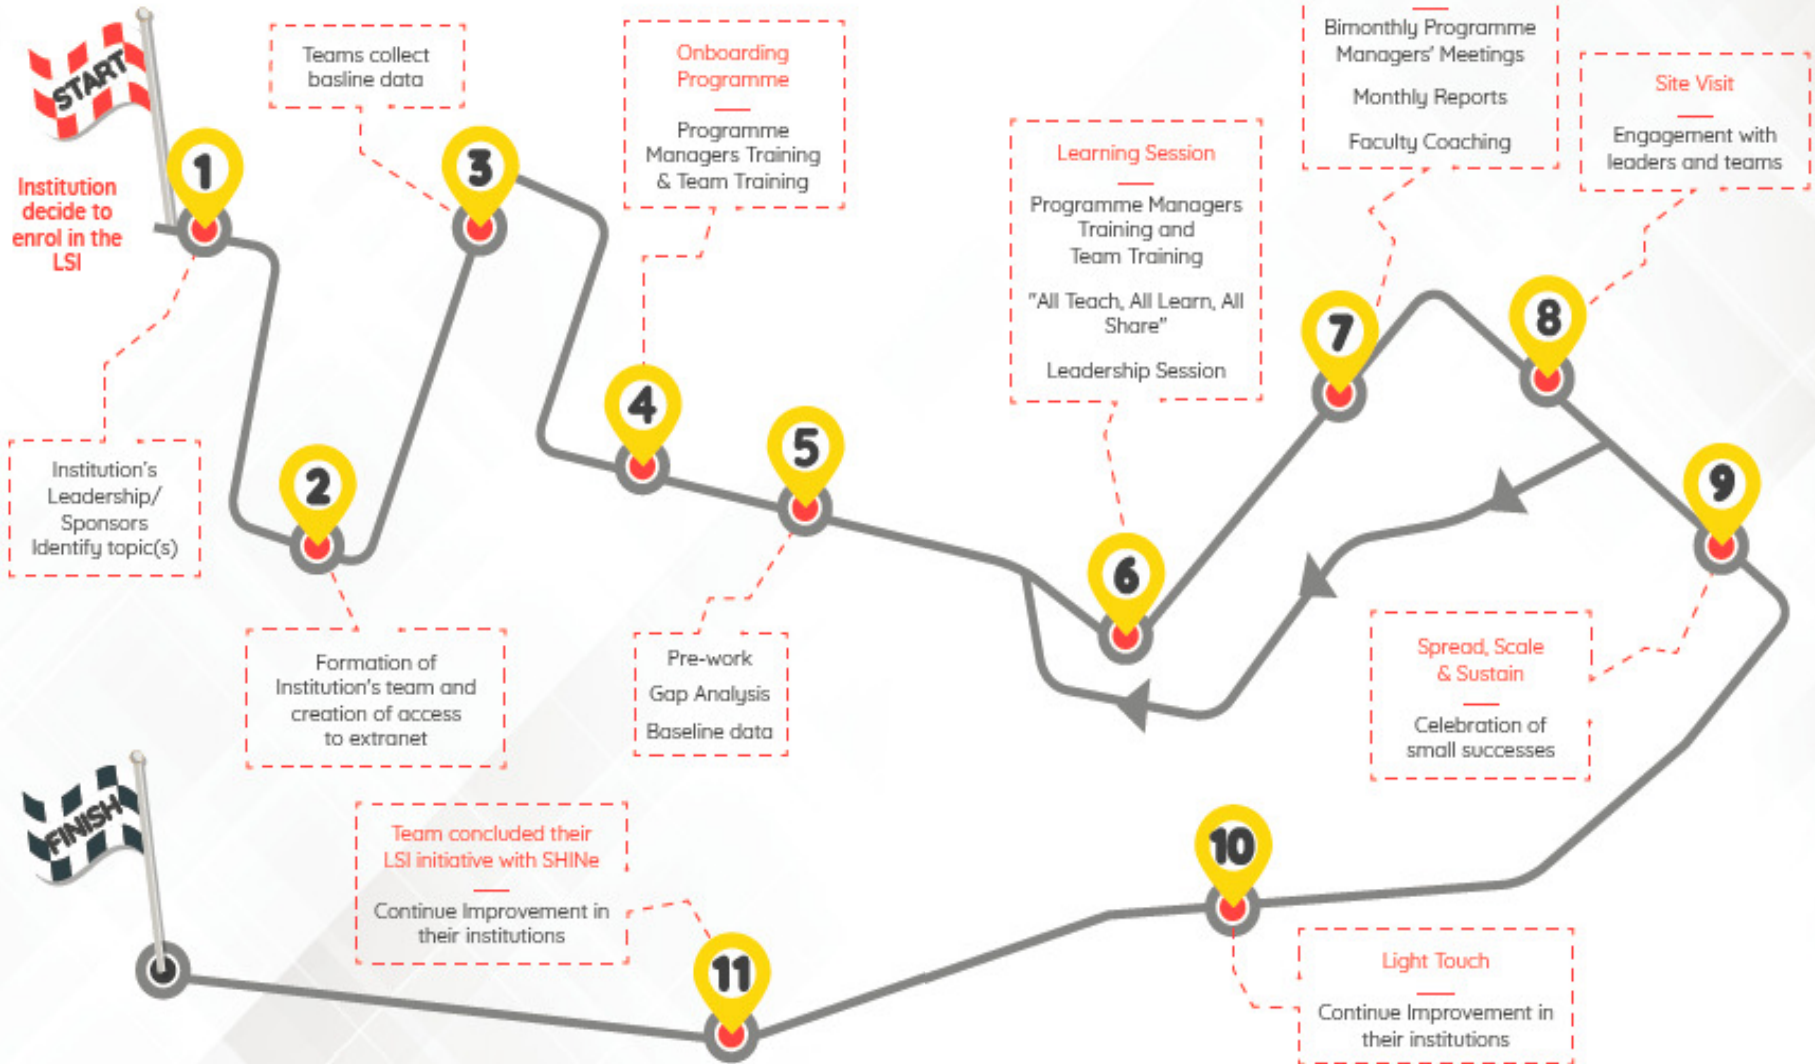 START
Institution
decide to
enrol in the
LSI
1
Institution's
Leadership/
Sponsors
Identify topic(s)
2
Formation of
Institution's team and
creation of access
to extranet
Teams collect
basline data
3
Onboarding
Programme
Programme
Managers Training
& Team Training
4
5
Pre-work
Gap Analysis
Baseline data
Learning Session
Programme Managers
Training and
Team Training
"All Teach, All Learn, All
Share"
Leadership Session
6
Bimonthly Programme
Managers' Meetings
Monthly Reports
Faculty Coaching
7
Site Visit
Engagement with
leaders and teams
8
9
Spread, Scale
& Sustain
Celebration of
small successes
10
Light Touch
Continue Improvement in
their institutions
Team concluded their
LSI initiative with SHINe
Continue Improvement in
their institutions
11
FINISH